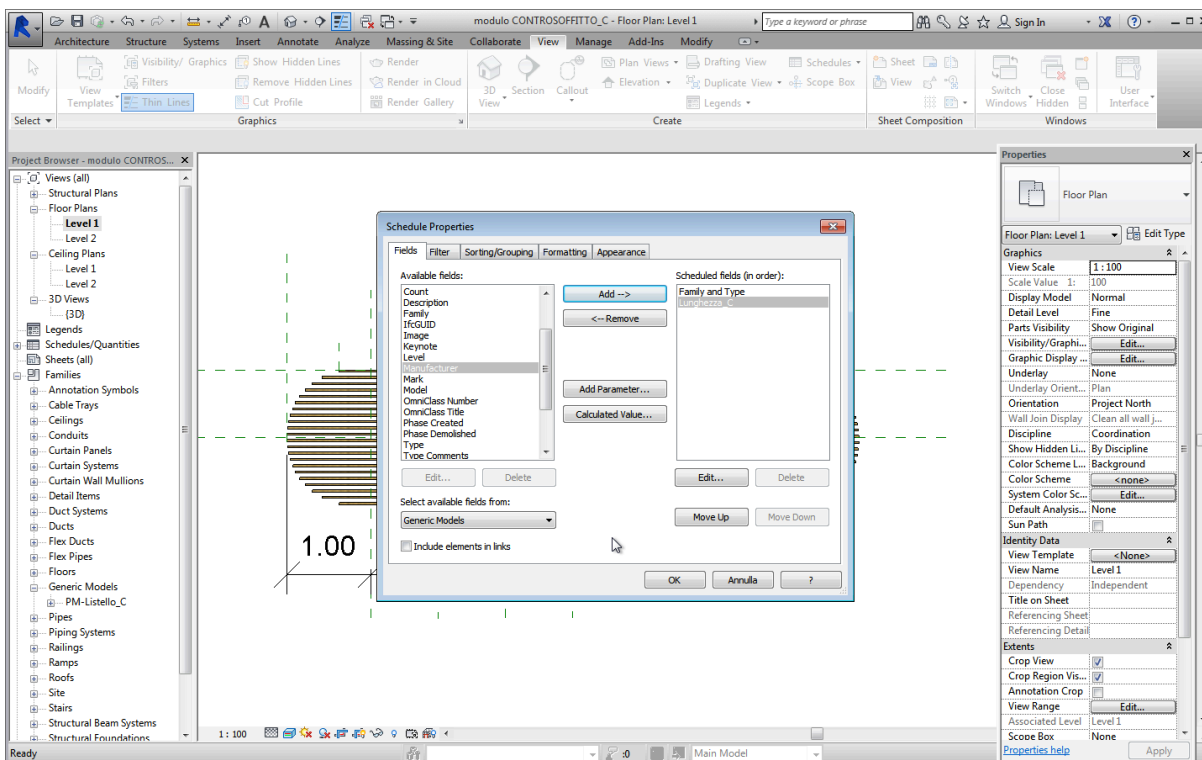 modulo CONTROSOFFITTO_C - Floor Plan: Level 1
Type a keyword or phrase
Sign In
Architecture Structure Systems Insert Annotate Analyze Massing & Site Collaborate View Manage Add-Ins Modify
Modify
View Templates
Visibility/ Graphics
Filters
Thin Lines
Show Hidden Lines
Remove Hidden Lines
Cut Profile
Render
Render in Cloud
Render Gallery
3D View
Section
Callout
Plan Views
Elevation
Drafting View
Duplicate View
Legends
Schedules
Scope Box
Sheet
View
Switch Windows
Close Hidden
User Interface
Select
Graphics
Create
Sheet Composition
Windows
Project Browser - modulo CONTROS...
Views (all)
Structural Plans
Floor Plans
Level 1
Level 2
Ceiling Plans
Level 1
Level 2
3D Views
{3D}
Legends
Schedules/Quantities
Sheets (all)
Families
Annotation Symbols
Cable Trays
Ceilings
Conduits
Curtain Panels
Curtain Systems
Curtain Wall Mullions
Detail Items
Duct Systems
Ducts
Flex Ducts
Flex Pipes
Floors
Generic Models
PM-Listello_C
Pipes
Piping Systems
Railings
Ramps
Roofs
Site
Stairs
Structural Beam Systems
Structural Foundations
1.00
Schedule Properties
Fields Filter Sorting/Grouping Formatting Appearance
Available fields:
Count
Description
Family
IfcGUID
Image
Keynote
Level
Manufacturer
Mark
Model
OmniClass Number
OmniClass Title
Phase Created
Phase Demolished
Type
Type Comments
Edit...
Delete
Select available fields from:
Generic Models
Include elements in links
Add -->
<-- Remove
Add Parameter...
Calculated Value...
Scheduled fields (in order):
Family and Type
Lunghezza_C
Edit...
Delete
Move Up
Move Down
OK
Annulla
?
Properties
Floor Plan
Floor Plan: Level 1
Edit Type
Graphics
View Scale 1 : 100
Scale Value 1: 100
Display Model Normal
Detail Level Fine
Parts Visibility Show Original
Visibility/Graphi... Edit...
Graphic Display ... Edit...
Underlay None
Underlay Orient... Plan
Orientation Project North
Wall Join Display Clean all wall j...
Discipline Coordination
Show Hidden Li... By Discipline
Color Scheme L... Background
Color Scheme <none>
System Color Sc... Edit...
Default Analysis... None
Sun Path
Identity Data
View Template <None>
View Name Level 1
Dependency Independent
Title on Sheet
Referencing Sheet
Referencing Detail
Extents
Crop View
Crop Region Vis...
Annotation Crop
View Range Edit...
Associated Level Level 1
Scope Box None
Properties help
Apply
1 : 100
Ready
:0
Main Model